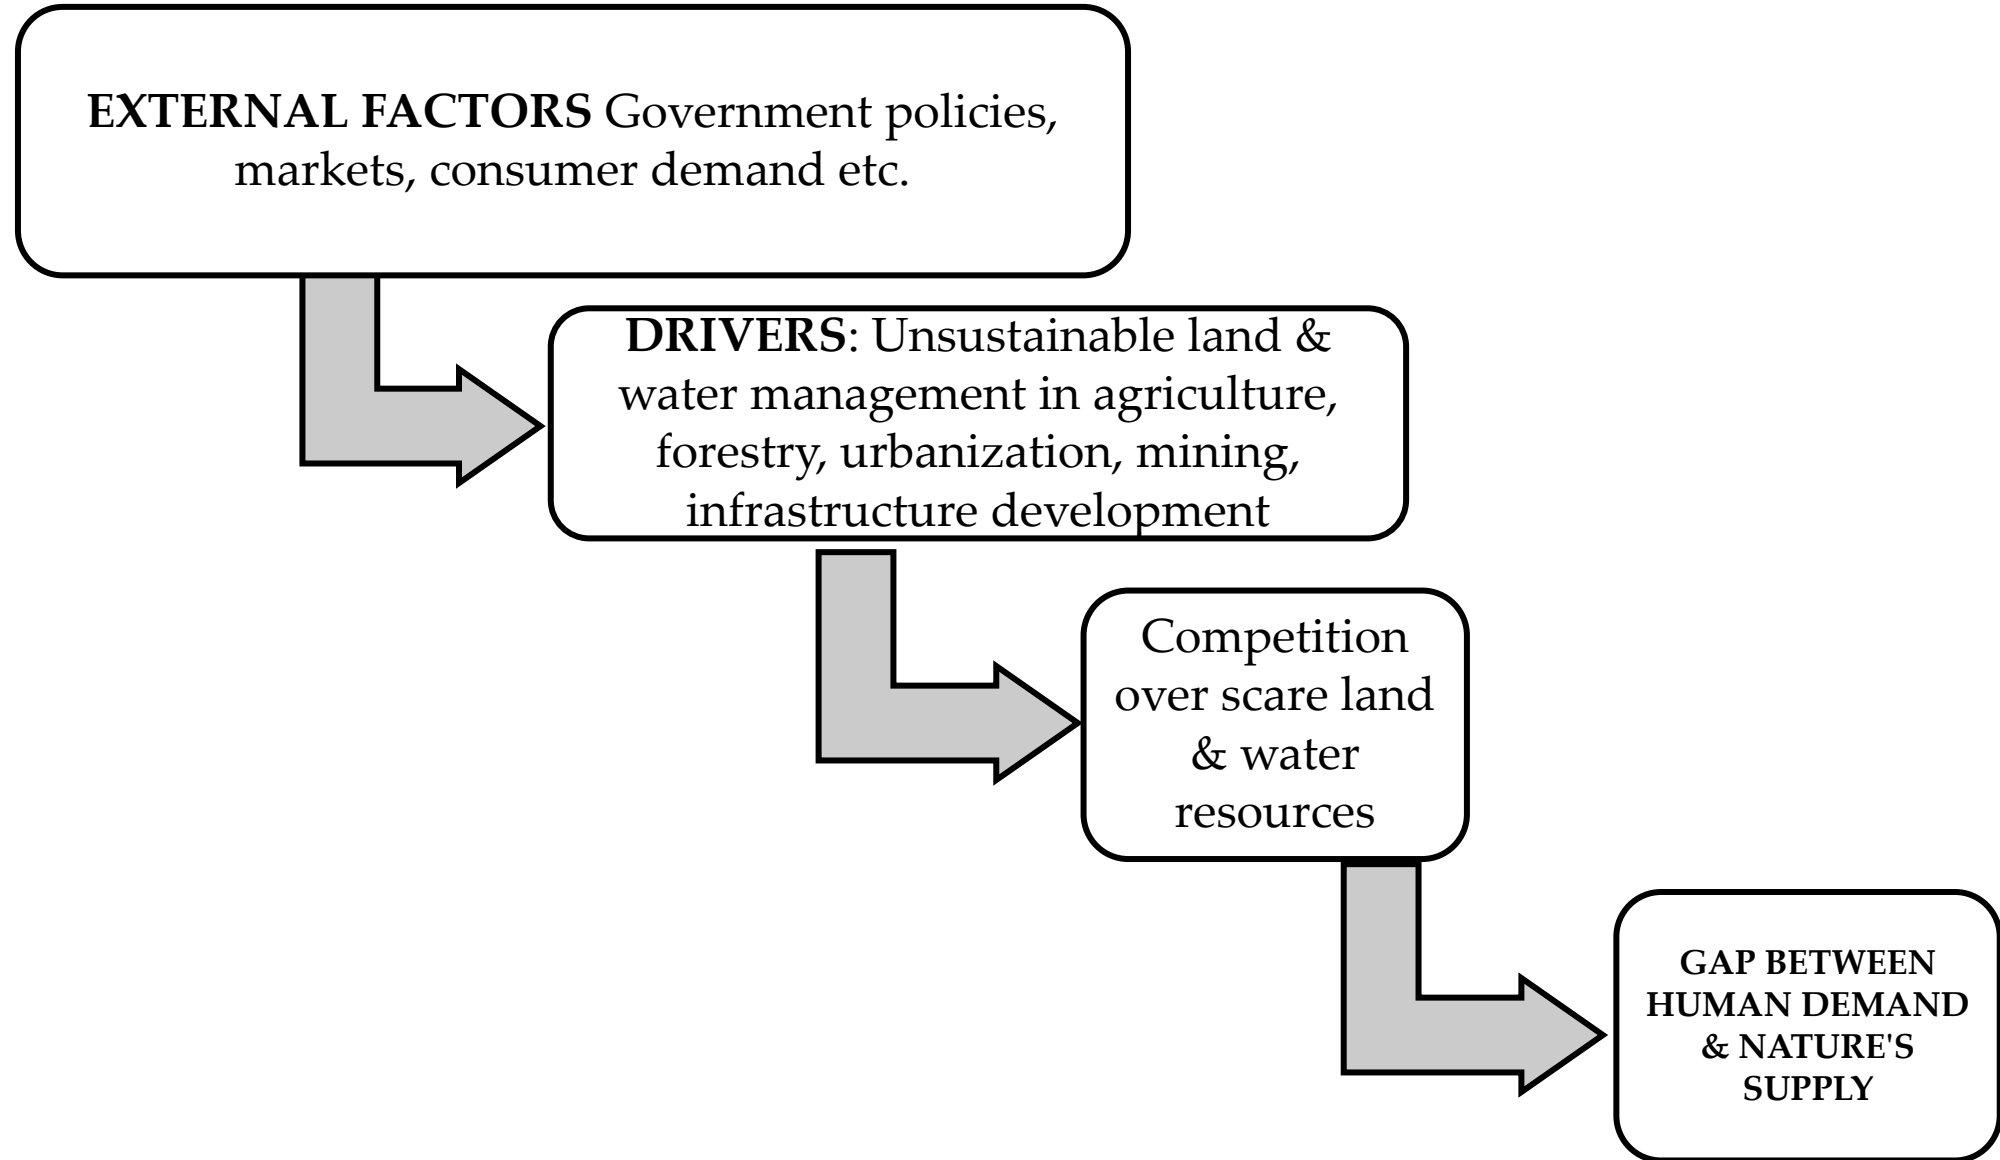 EXTERNAL FACTORS Government policies,
markets, consumer demand etc.
DRIVERS: Unsustainable land &
water management in agriculture,
forestry, urbanization, mining,
infrastructure development
Competition
over scare land
& water
resources
GAP BETWEEN
HUMAN DEMAND
& NATURE'S
SUPPLY